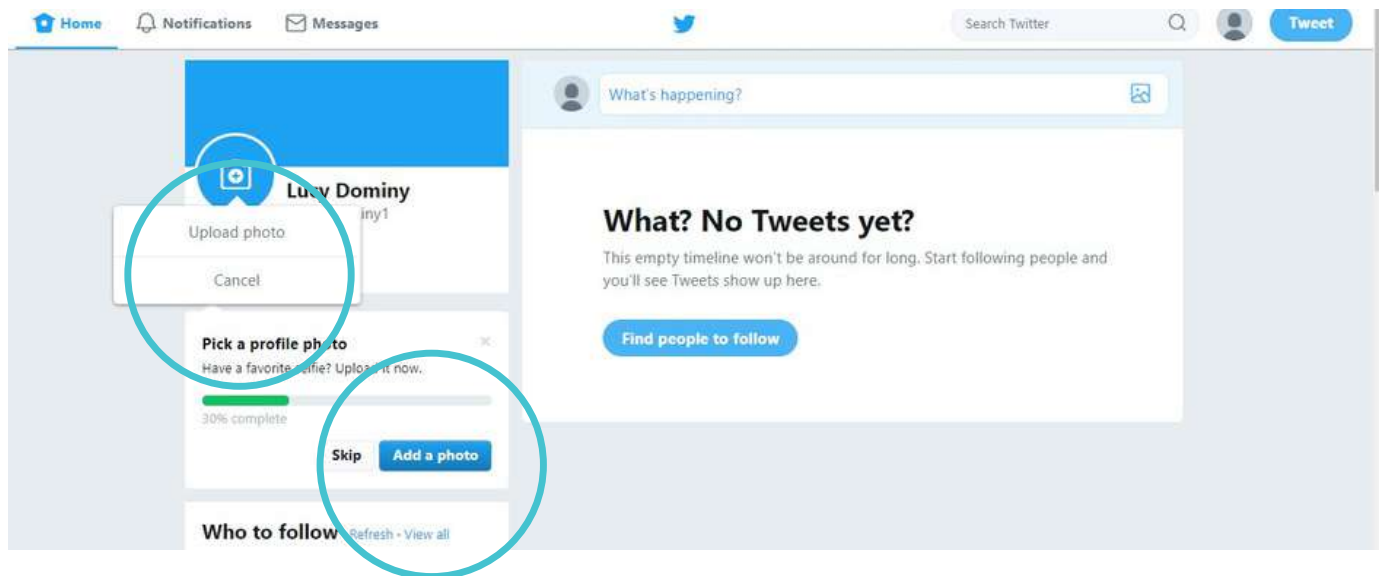 Home Notifications Messages Search Twitter Tweet
Lucy Dominy
iny1
Upload photo
Cancel
Pick a profile photo
Have a favorite selfie? Upload it now.
30% complete
Skip Add a photo
Who to follow Refresh · View all
What's happening?
What? No Tweets yet?
This empty timeline won't be around for long. Start following people and
you'll see Tweets show up here.
Find people to follow